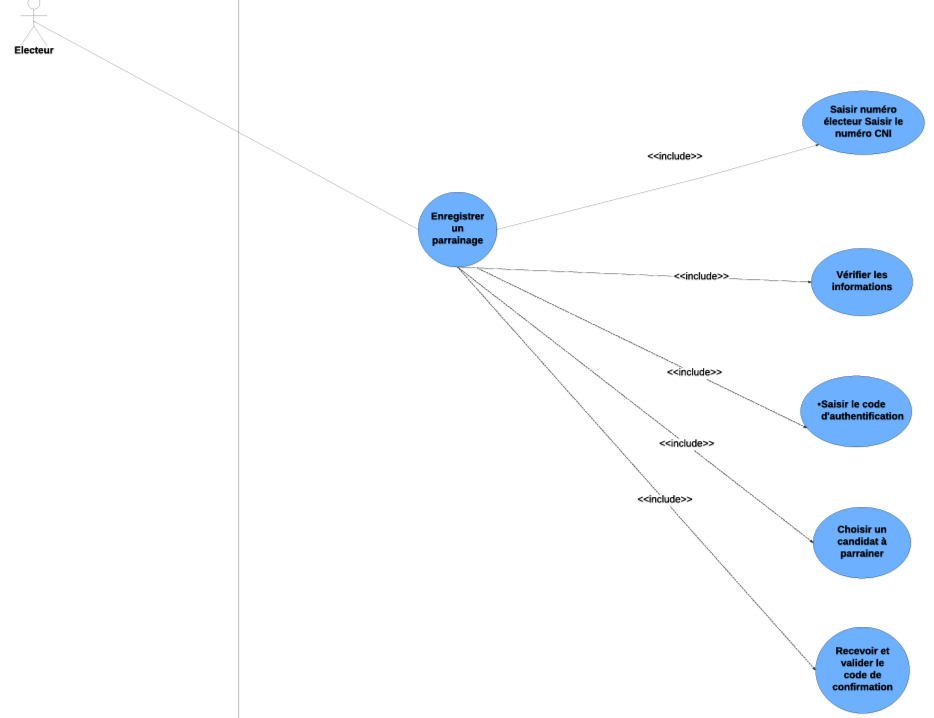 Electeur
Saisir numéro
électeur Saisir le
numéro CNI
<<include>>
Enregistrer
un
parrainage
<<include>>
Vérifier les
informations
<<include>>
•Saisir le code
d'authentification
<<include>>
Choisir un
candidat à
parrainer
<<include>>
Recevoir et
valider le
code de
confirmation